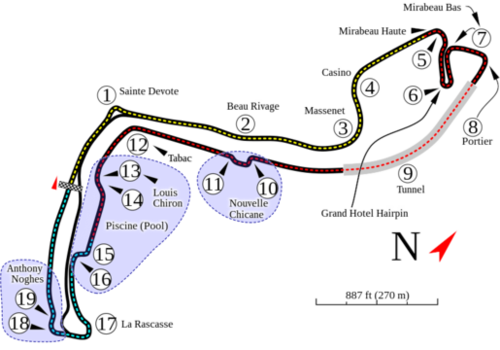 Mirabeau Bas
Mirabeau Haute
7
5
Casino
4
6
1
Sainte Devote
Beau Rivage
2
Massenet
3
8
Portier
12
Tabac
9
Tunnel
13
Louis
Chiron
14
11
10
Nouvelle
Chicane
Grand Hotel Hairpin
Piscine (Pool)
15
16
N
Anthony
Noghes
19
18
17
La Rascasse
887 ft (270 m)